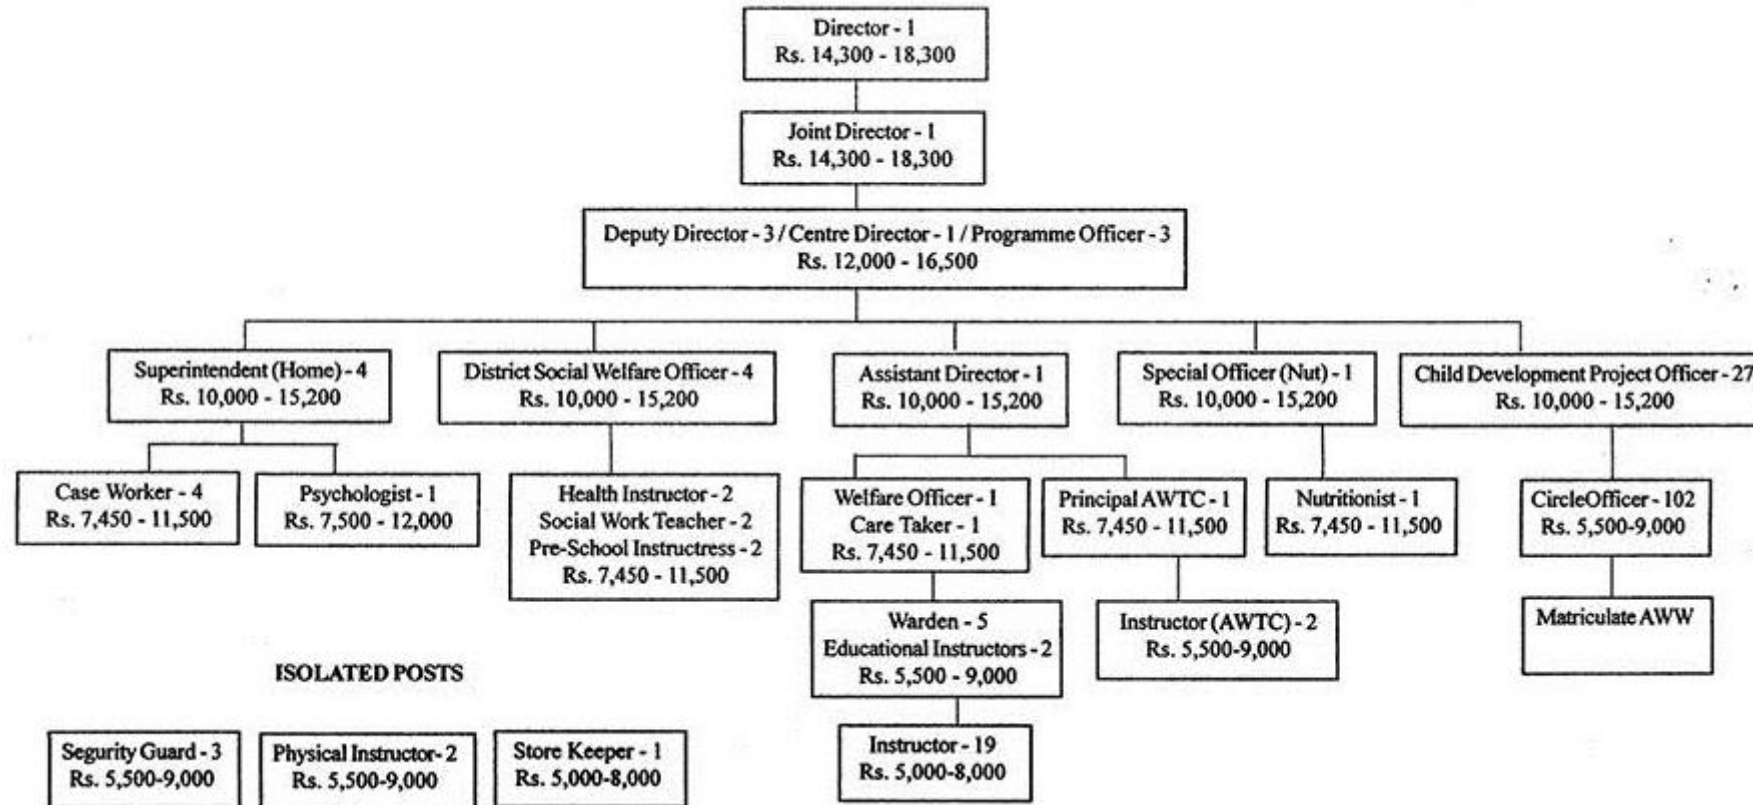 Director - 1
Rs. 14,300 - 18,300
Joint Director - 1
Rs. 14,300 - 18,300
Deputy Director - 3 / Centre Director - 1 / Programme Officer - 3
Rs. 12,000 - 16,500
Superintendent (Home) - 4
Rs. 10,000 - 15,200
District Social Welfare Officer - 4
Rs. 10,000 - 15,200
Assistant Director - 1
Rs. 10,000 - 15,200
Special Officer (Nut) - 1
Rs. 10,000 - 15,200
Child Development Project Officer - 27
Rs. 10,000 - 15,200
Case Worker - 4
Rs. 7,450 - 11,500
Psychologist - 1
Rs. 7,500 - 12,000
Health Instructor - 2
Social Work Teacher - 2
Pre-School Instructress - 2
Rs. 7,450 - 11,500
Welfare Officer - 1
Care Taker - 1
Rs. 7,450 - 11,500
Principal AWTC - 1
Rs. 7,450 - 11,500
Nutritionist - 1
Rs. 7,450 - 11,500
CircleOfficer - 102
Rs. 5,500-9,000
Warden - 5
Educational Instructors - 2
Rs. 5,500 - 9,000
Instructor (AWTC) - 2
Rs. 5,500-9,000
Matriculate AWW
Instructor - 19
Rs. 5,000-8,000
ISOLATED POSTS
Segurity Guard - 3
Rs. 5,500-9,000
Physical Instructor- 2
Rs. 5,500-9,000
Store Keeper - 1
Rs. 5,000-8,000